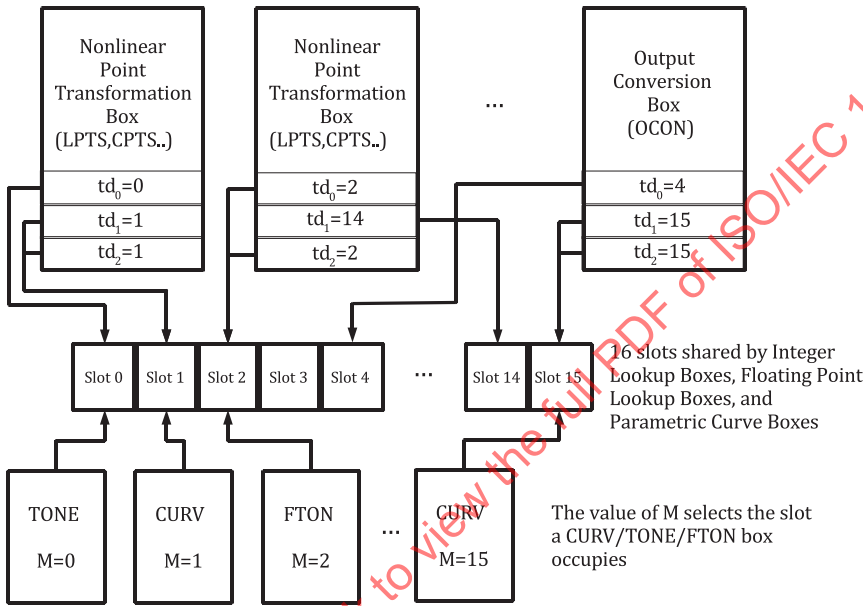 Nonlinear
Point
Transformation
Box
(LPTS,CPTS..)
td0=0
td1=1
td2=1
Nonlinear
Point
Transformation
Box
(LPTS,CPTS..)
td0=2
td1=14
td2=2
...
Output
Conversion
Box
(OCON)
td0=4
td1=15
td2=15
Slot 0
Slot 1
Slot 2
Slot 3
Slot 4
...
Slot 14
Slot 15
16 slots shared by Integer
Lookup Boxes, Floating Point
Lookup Boxes, and
Parametric Curve Boxes
TONE
M=0
CURV
M=1
FTON
M=2
...
CURV
M=15
The value of M selects the slot
a CURV/TONE/FTON box
occupies
to view the full PDF of ISO/IEC 1